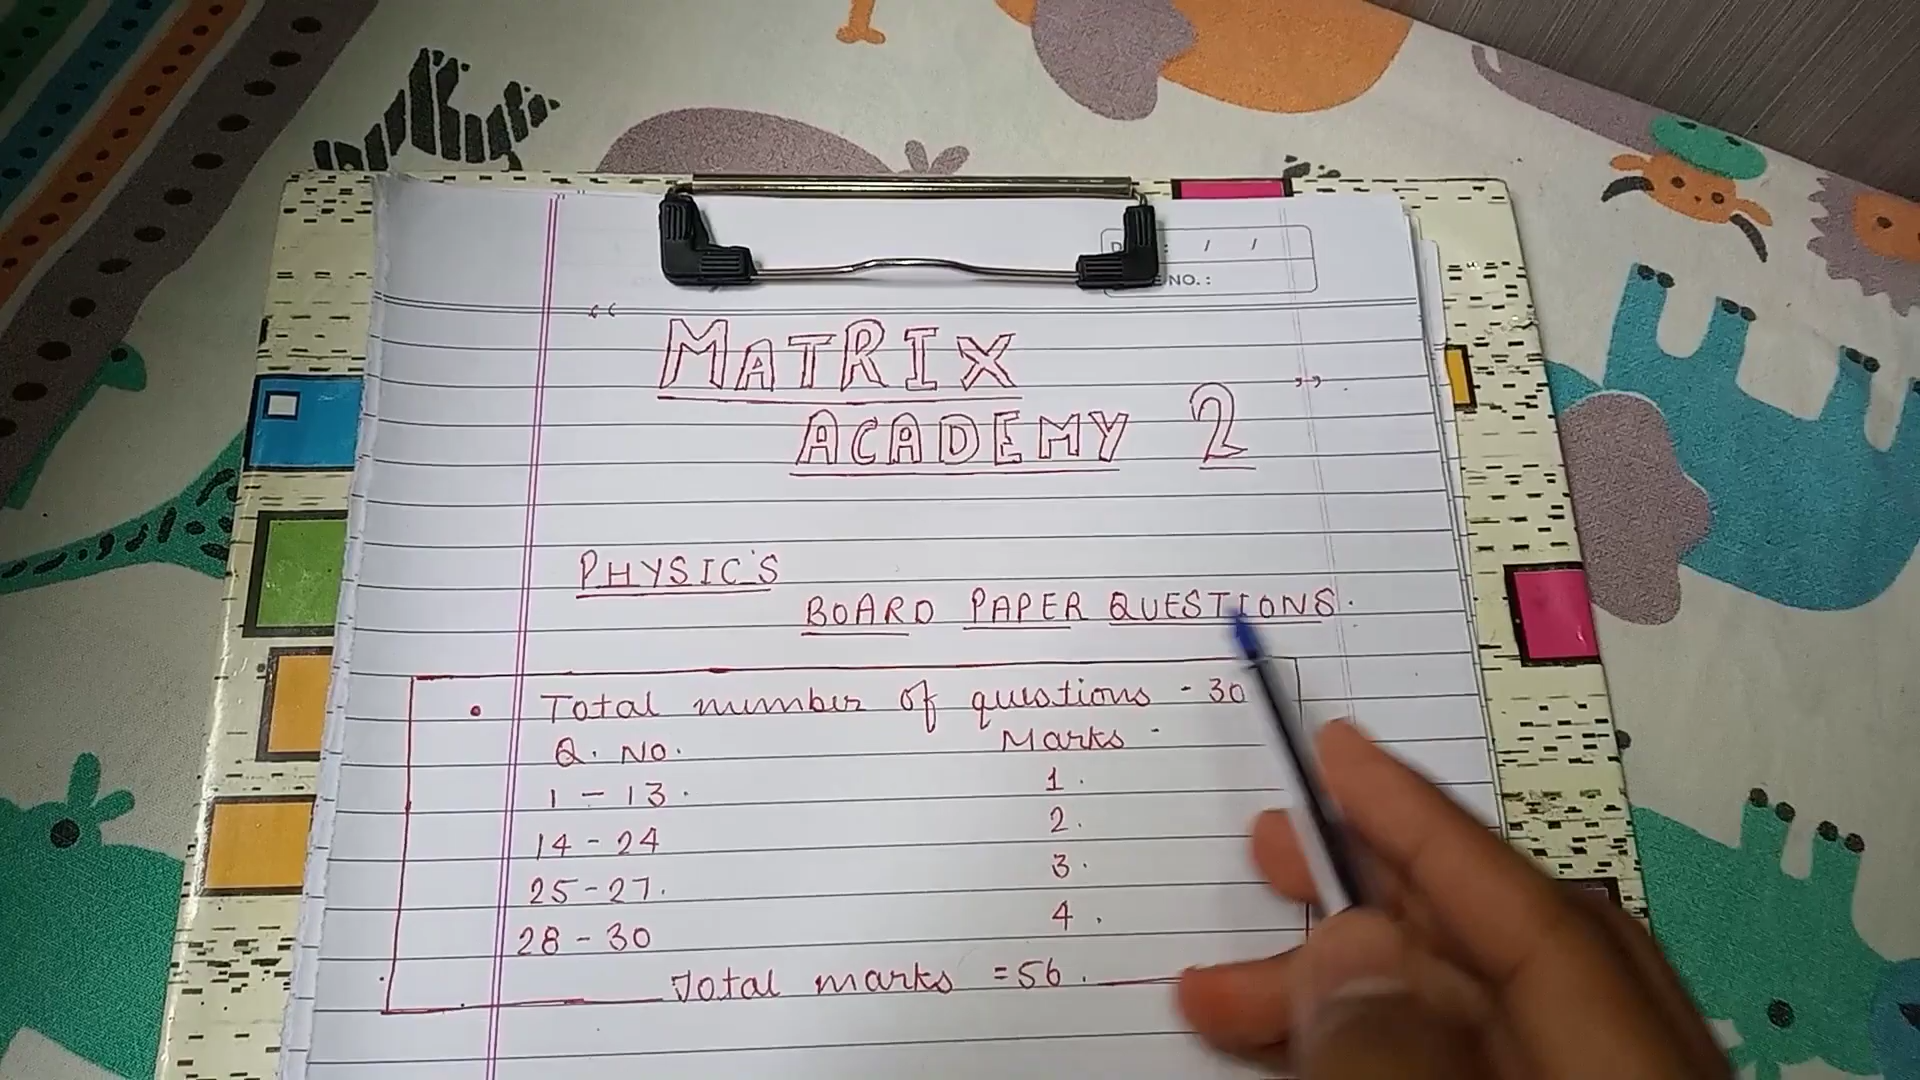 / /
NO. :
“
MATRIX
”
ACADEMY 2
PHYSIC'S
BOARD PAPER QUESTIONS.
• Total number of questions - 30
Q. No. Marks -
1 - 13. 1.
14 - 24 2.
25 - 27. 3.
28 - 30 4.
Total marks = 56.